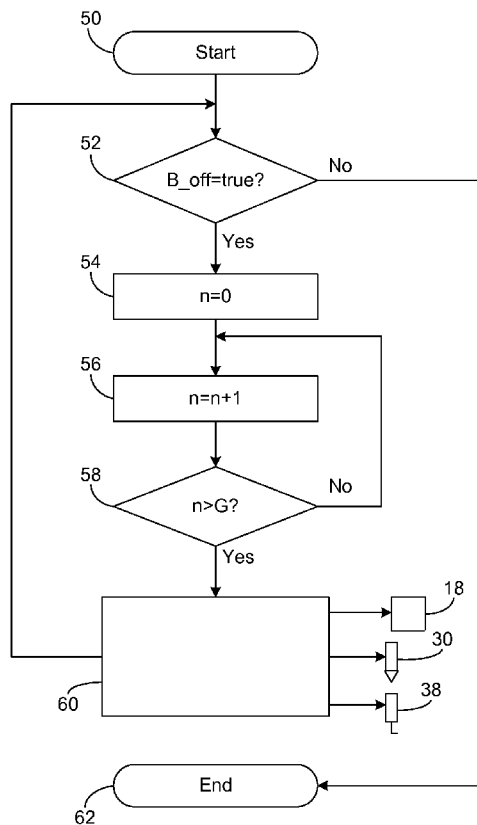 50
Start
52
B_off=true?
No
Yes
54
n=0
56
n=n+1
58
n>G?
No
Yes
18
30
38
60
End
62